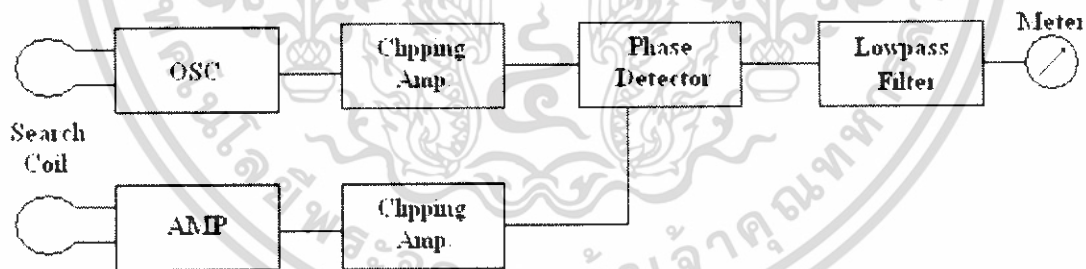 Meter
OSC
Clipping
Amp.
Phase
Detector
Lowpass
Filter
Search
Coil
AMP
Clipping
Amp.